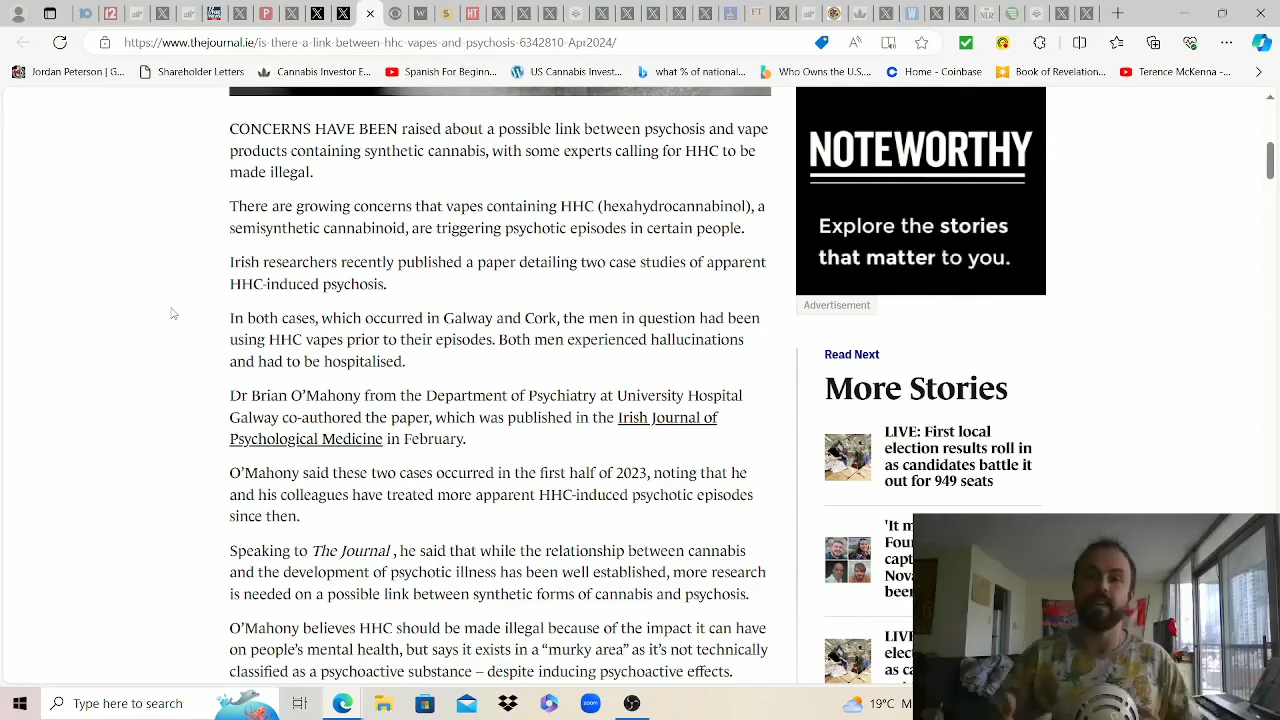 https://www.thejournal.ie/is-there-a-link-between-hhc-vapes-and-psychosis-6342810-Apr2024/
Jordan Peterson | G...
Shareholder Letters
Cannabis Investor E...
Spanish For Beginn...
US Cannabis Invest...
what % of national...
Who Owns the U.S...
Home - Coinbase
Book of Revelation...
Terence McKenna -...
CONCERNS HAVE BEEN raised about a possible link between psychosis and vape
products containing synthetic cannabis, with some experts calling for HHC to be
made illegal.
There are growing concerns that vapes containing HHC (hexahydrocannabinol), a
semisynthetic cannabinoid, are triggering psychotic episodes in certain people.
Irish researchers recently published a paper detailing two case studies of apparent
HHC-induced psychosis.
In both cases, which occurred in Galway and Cork, the men in question had been
using HHC vapes prior to their episodes. Both men experienced hallucinations
and had to be hospitalised.
Dr Brian O’Mahony from the Department of Psychiatry at University Hospital
Galway co-authored the paper, which was published in the Irish Journal of
Psychological Medicine in February.
O’Mahony said these two cases occurred in the first half of 2023, noting that he
and his colleagues have treated more apparent HHC-induced psychotic episodes
since then.
Speaking to The Journal , he said that while the relationship between cannabis
and the development of psychotic illness has been well established, more research
is needed on a possible link between synthetic forms of cannabis and psychosis.
O’Mahony believes HHC should be made illegal because of the impact it can have
on people’s mental health, but says it exists in a “murky area” as it’s not technically
classified as a psychoactive substance – despite inducing psychoactive effects.
NOTEWORTHY
Explore the stories
that matter to you.
Advertisement
Read Next
More Stories
LIVE: First local
election results roll in
as candidates battle it
out for 949 seats
'It m
Four
capt
Nova
been
LIV
elec
as ca
Type here to search
zoom
19°C M